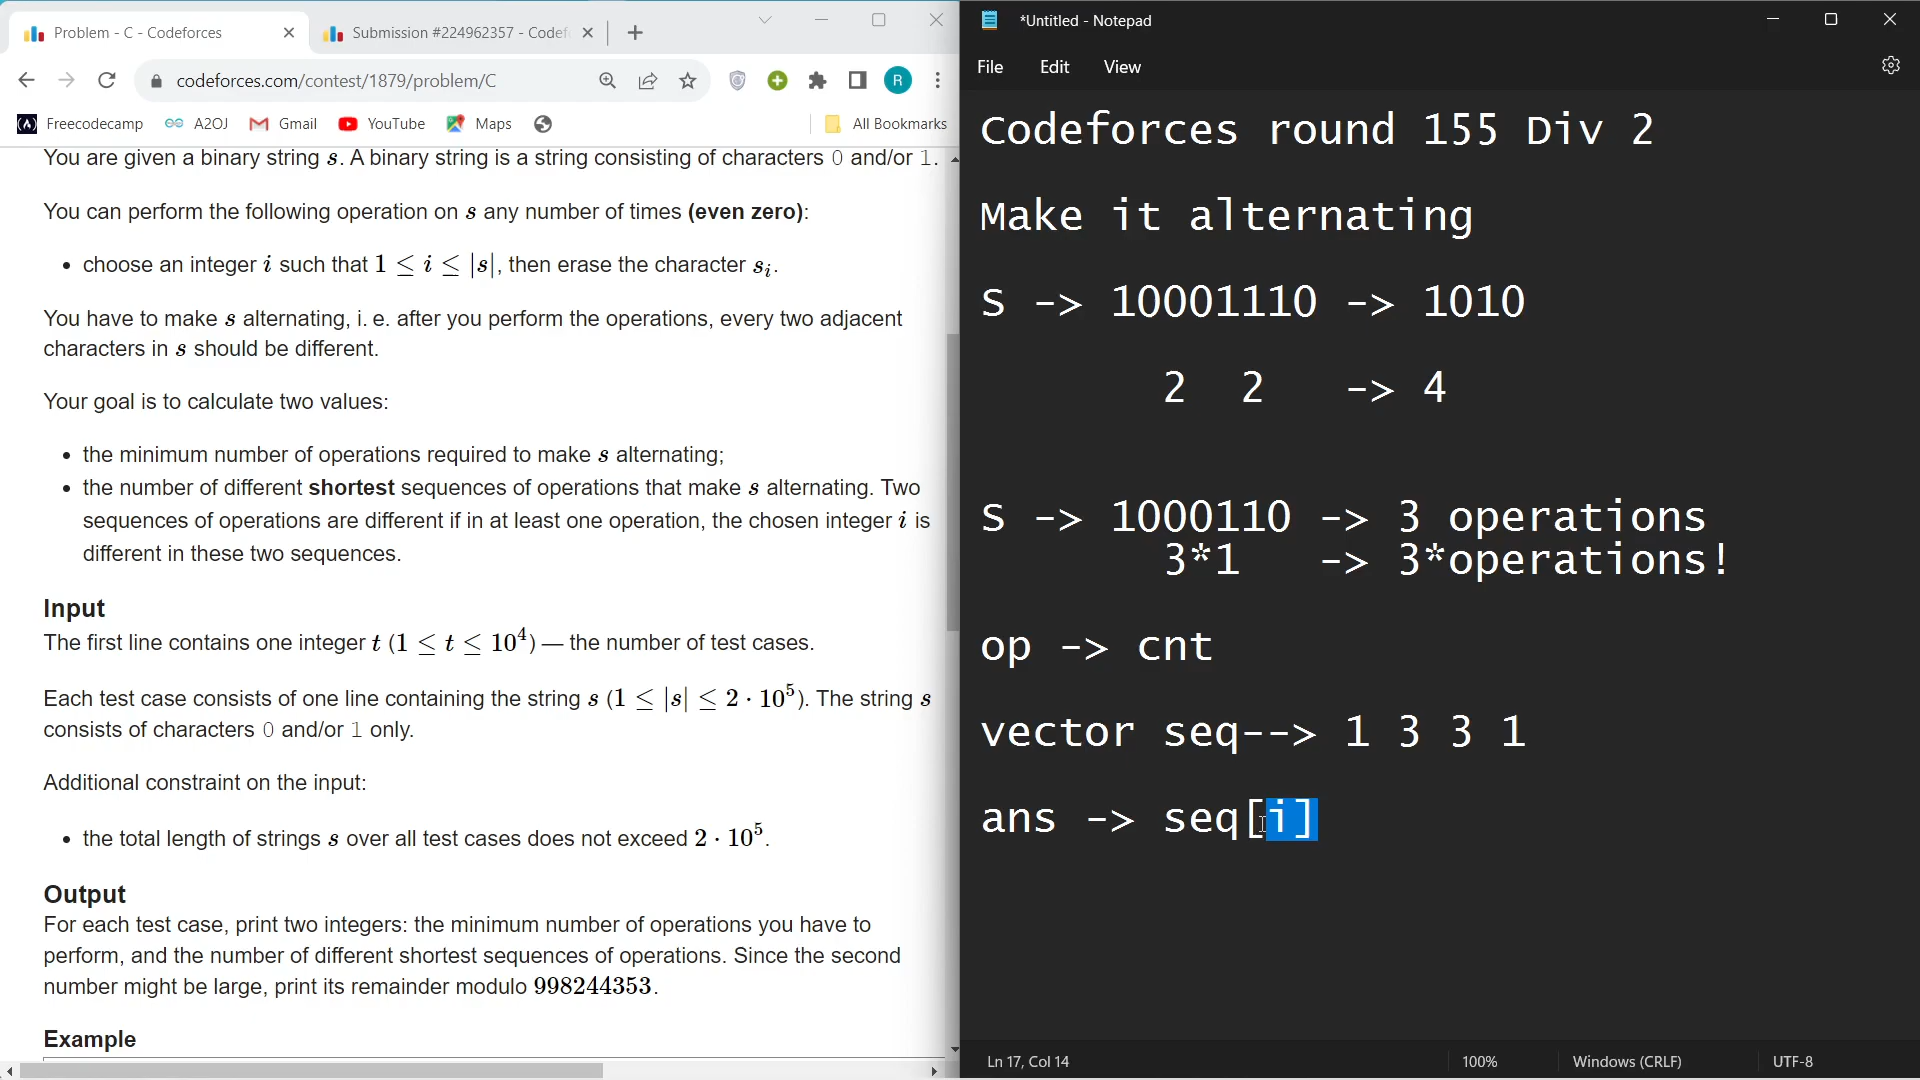 Problem - C - Codeforces
Submission #224962357 - Codef
codeforces.com/contest/1879/problem/C
R
Freecodecamp
A2OJ
Gmail
YouTube
Maps
All Bookmarks
You are given a binary string s. A binary string is a string consisting of characters 0 and/or 1.
You can perform the following operation on s any number of times (even zero):
• choose an integer i such that 1 ≤ i ≤ |s|, then erase the character sᵢ.
You have to make s alternating, i. e. after you perform the operations, every two adjacent
characters in s should be different.
Your goal is to calculate two values:
• the minimum number of operations required to make s alternating;
• the number of different shortest sequences of operations that make s alternating. Two
sequences of operations are different if in at least one operation, the chosen integer i is
different in these two sequences.
Input
The first line contains one integer t (1 ≤ t ≤ 10⁴) — the number of test cases.
Each test case consists of one line containing the string s (1 ≤ |s| ≤ 2 · 10⁵). The string s
consists of characters 0 and/or 1 only.
Additional constraint on the input:
• the total length of strings s over all test cases does not exceed 2 · 10⁵.
Output
For each test case, print two integers: the minimum number of operations you have to
perform, and the number of different shortest sequences of operations. Since the second
number might be large, print its remainder modulo 998244353.
Example
*Untitled - Notepad
File Edit View
Codeforces round 155 Div 2
Make it alternating
S -> 10001110 -> 1010
2 2 -> 4
S -> 1000110 -> 3 operations
3*1 -> 3*operations!
op -> cnt
vector seq--> 1 3 3 1
ans -> seq[i]
Ln 17, Col 14
100%
Windows (CRLF)
UTF-8